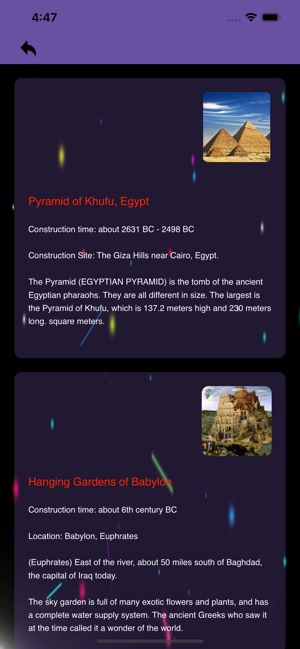 4:47
Pyramid of Khufu, Egypt
Construction time: about 2631 BC - 2498 BC
Construction Site: The Giza Hills near Cairo, Egypt.
The Pyramid (EGYPTIAN PYRAMID) is the tomb of the ancient
Egyptian pharaohs. They are all different in size. The largest is
the Pyramid of Khufu, which is 137.2 meters high and 230 meters
long. square meters.
Hanging Gardens of Babylon
Construction time: about 6th century BC
Location: Babylon, Euphrates
(Euphrates) East of the river, about 50 miles south of Baghdad,
the capital of Iraq today.
The sky garden is full of many exotic flowers and plants, and has
a complete water supply system. The ancient Greeks who saw it
at the time called it a wonder of the world.